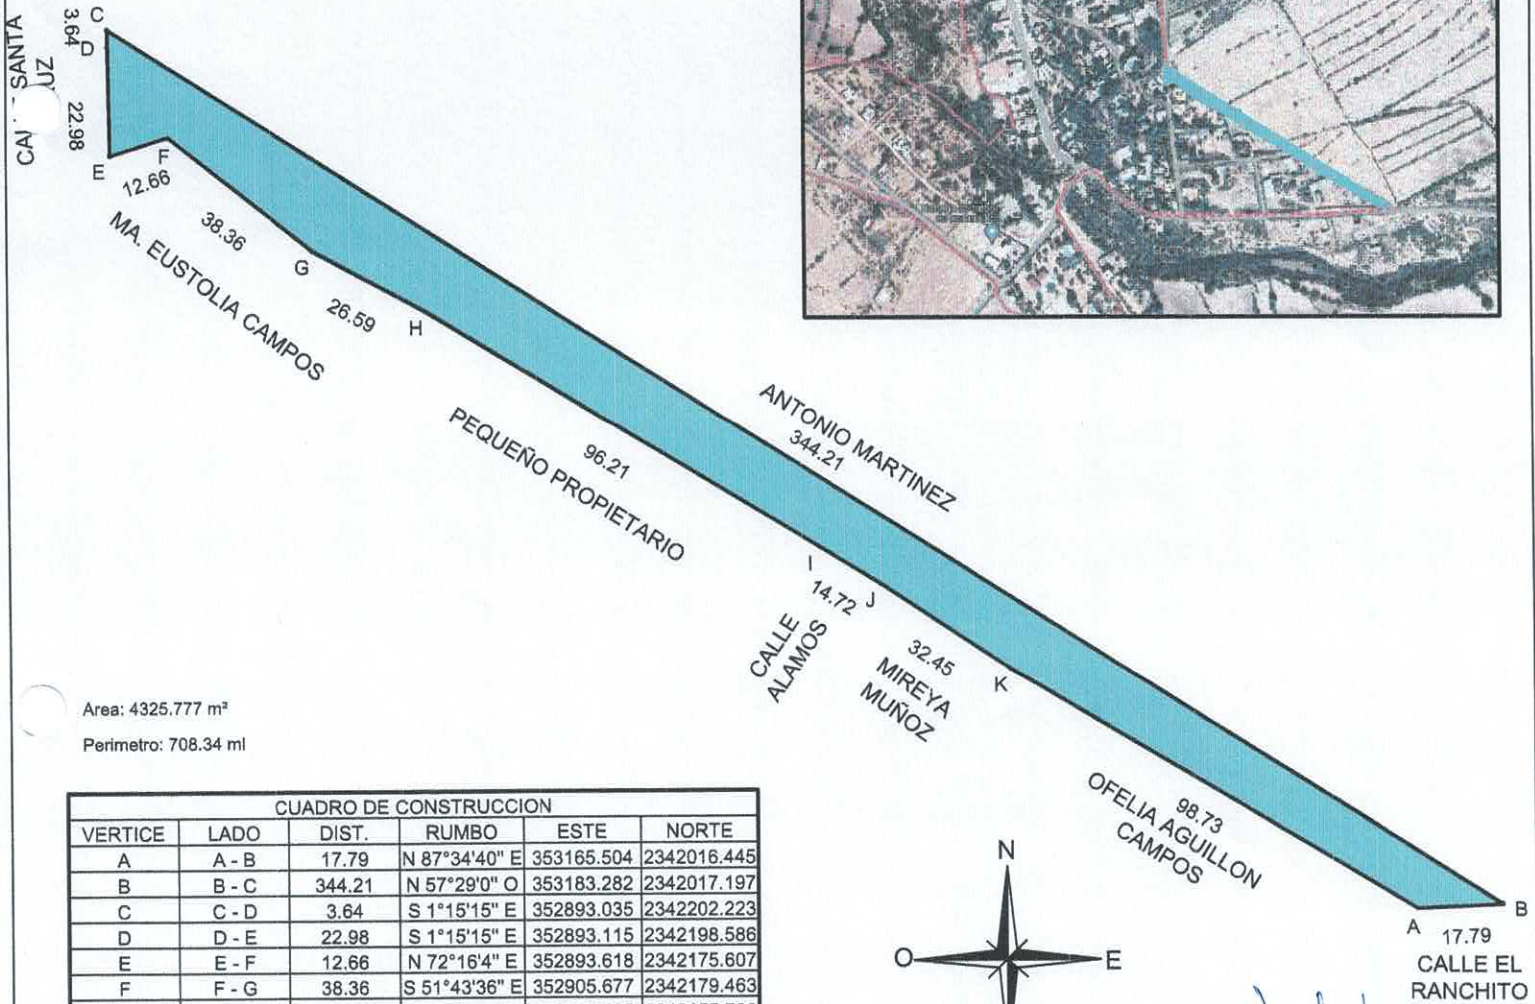 C
3.64
D
SANTA
22.98
E
F
12.66
38.36
G
MA. EUSTOLIA CAMPOS
26.59
H
ANTONIO MARTINEZ
344.21
PEQUEÑO PROPIETARIO
96.21
I
14.72
J
CALLE
ALAMOS
32.45
MIREYA
MUÑOZ
K
98.73
OFELIA AGUILLON
CAMPOS
A
B
17.79
CALLE EL
RANCHITO
Area: 4325.777 m²
Perimetro: 708.34 ml
CUADRO DE CONSTRUCCION
VERTICE LADO DIST. RUMBO ESTE NORTE
A A - B 17.79 N 87°34'40" E 353165.504 2342016.445
B B - C 344.21 N 57°29'0" O 353183.282 2342017.197
C C - D 3.64 S 1°15'15" E 352893.035 2342202.223
D D - E 22.98 S 1°15'15" E 352893.115 2342198.586
E E - F 12.66 N 72°16'4" E 352893.618 2342175.607
F F - G 38.36 S 51°43'36" E 352905.677 2342179.463
N
O
E